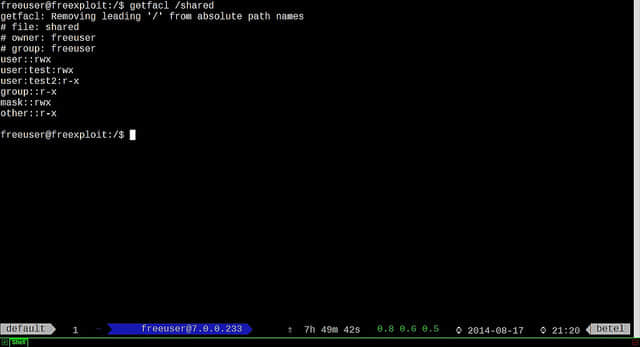 freeuser@freexploit:/$ getfacl /shared
getfacl: Removing leading '/' from absolute path names
# file: shared
# owner: freeuser
# group: freeuser
user::rwx
user:test:rwx
user:test2:r-x
group::r-x
mask::rwx
other::r-x
freeuser@freexploit:/$
default 1 ~ freeuser@7.0.0.233 ⇑ 7h 49m 42s 0.8 0.6 0.5 2014-08-17 21:20 betel
Shell